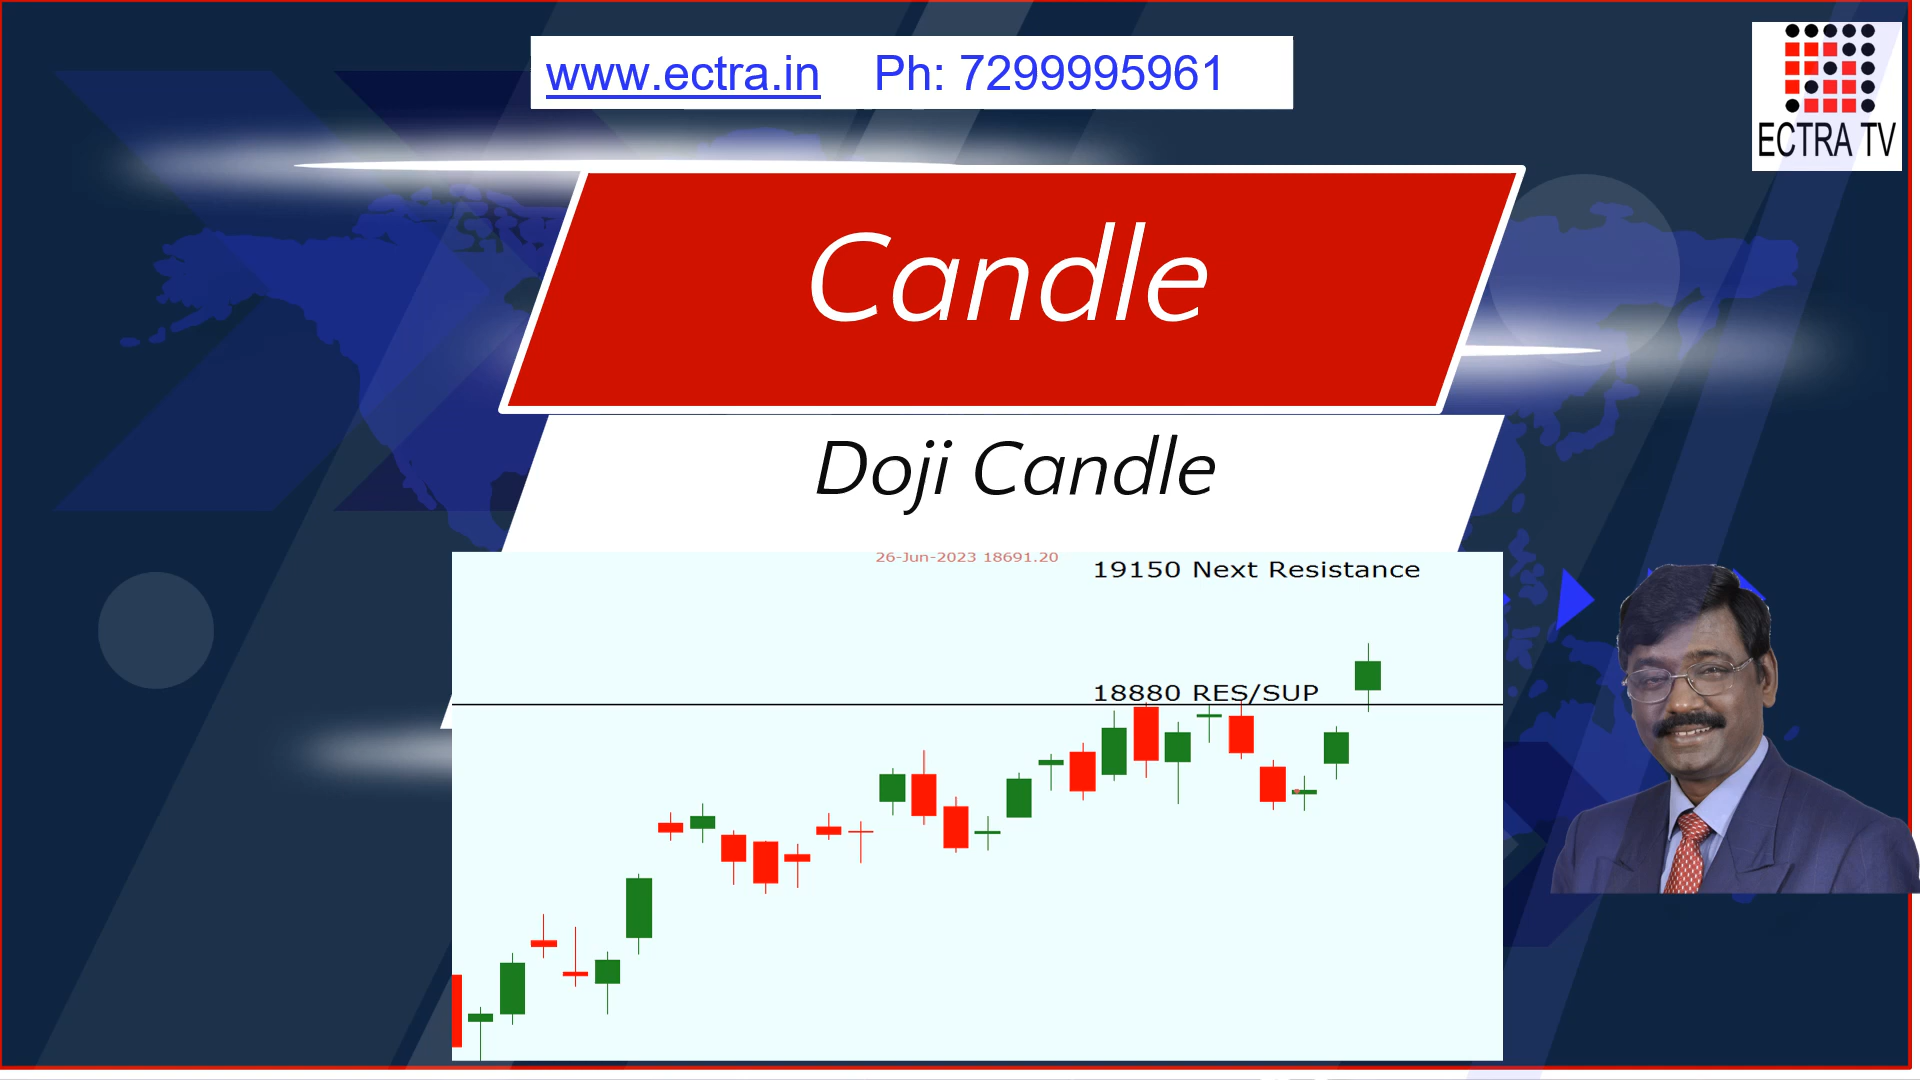 www.ectra.in Ph: 7299995961
ECTRA TV
Candle
Doji Candle
26-Jun-2023 18691.20
19150 Next Resistance
18880 RES/SUP